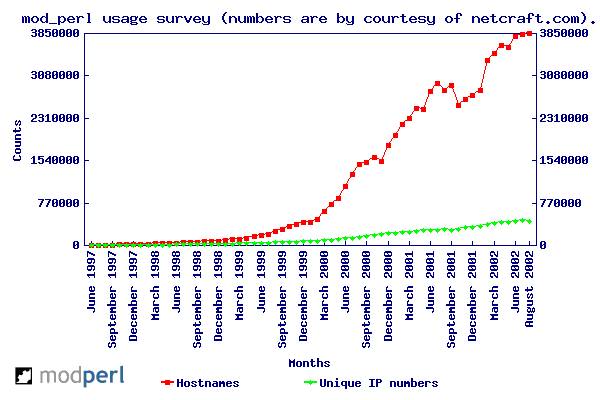 mod_perl usage survey (numbers are by courtesy of netcraft.com).
3850000 3850000
3080000 3080000
2310000 2310000
1540000 1540000
770000 770000
0 0
Counts
June 1997
September 1997
December 1997
March 1998
June 1998
September 1998
December 1998
March 1999
June 1999
September 1999
December 1999
March 2000
June 2000
September 2000
December 2000
March 2001
June 2001
September 2001
December 2001
March 2002
June 2002
August 2002
Months
modperl
Hostnames Unique IP numbers